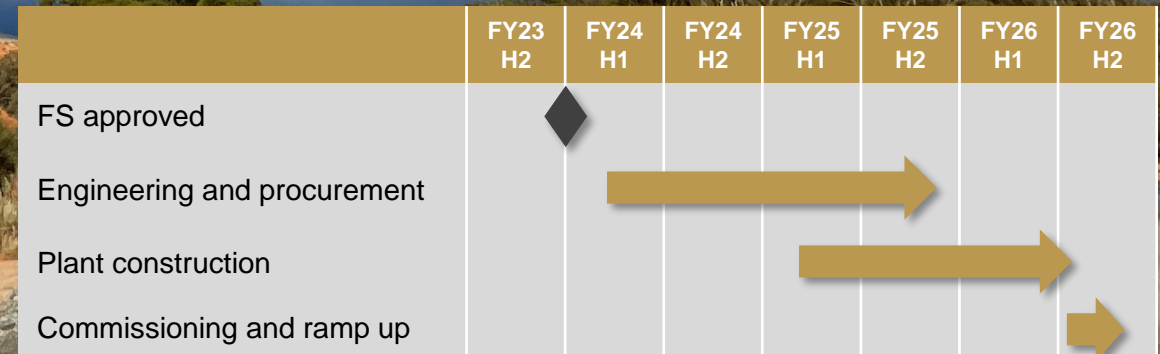 FY23 FY24 FY24 FY25 FY25 FY26 FY26
H2 H1 H2 H1 H2 H1 H2
FS approved
Engineering and procurement
Plant construction
Commissioning and ramp up